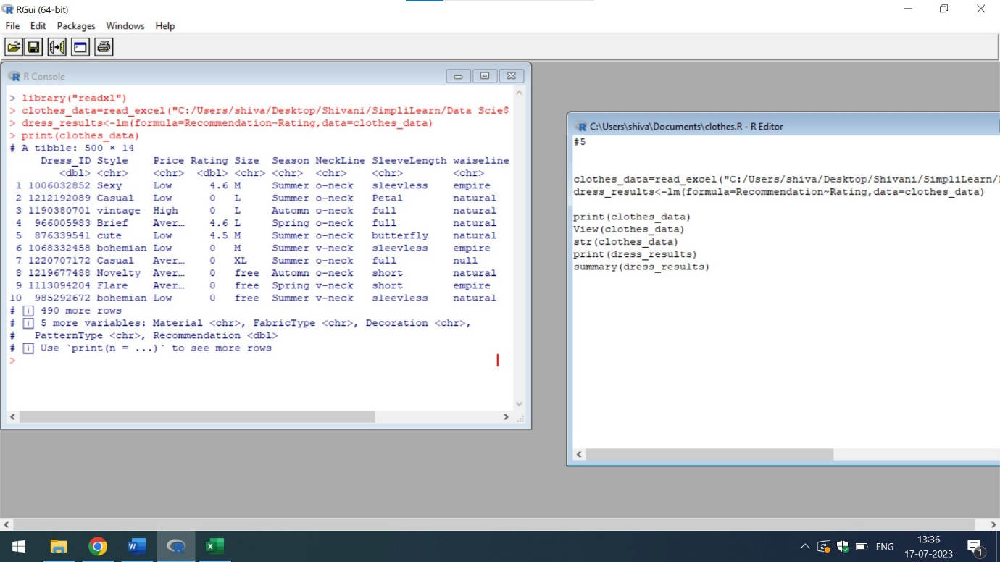 RGui (64-bit)
File Edit Packages Windows Help
R Console
> library("readxl")
> clothes_data=read_excel("C:/Users/shiva/Desktop/Shivani/SimpliLearn/Data Scie$
> dress_results<-lm(formula=Recommendation~Rating,data=clothes_data)
> print(clothes_data)
# A tibble: 500 × 14
Dress_ID Style Price Rating Size Season NeckLine SleeveLength waiseline
<dbl> <chr> <chr> <dbl> <chr> <chr> <chr> <chr> <chr>
1 1006032852 Sexy Low 4.6 M Summer o-neck sleevless empire
2 1212192089 Casual Low 0 L Summer o-neck Petal natural
3 1190380701 vintage High 0 L Automn o-neck full natural
4 966005983 Brief Aver… 4.6 L Spring o-neck full natural
5 876339541 cute Low 4.5 M Summer o-neck butterfly natural
6 1068332458 bohemian Low 0 M Summer v-neck sleevless empire
7 1220707172 Casual Aver… 0 XL Summer o-neck full null
8 1219677488 Novelty Aver… 0 free Automn o-neck short natural
9 1113094204 Flare Aver… 0 free Spring v-neck short empire
10 985292672 bohemian Low 0 free Summer v-neck sleevless natural
# i 490 more rows
# i 5 more variables: Material <chr>, FabricType <chr>, Decoration <chr>,
# PatternType <chr>, Recommendation <dbl>
# i Use `print(n = ...)` to see more rows
>
C:\Users\shiva\Documents\clothes.R - R Editor
#5
clothes_data=read_excel("C:/Users/shiva/Desktop/Shivani/SimpliLearn/
dress_results<-lm(formula=Recommendation~Rating,data=clothes_data)
print(clothes_data)
View(clothes_data)
str(clothes_data)
print(dress_results)
summary(dress_results)
ENG
13:36
17-07-2023
1